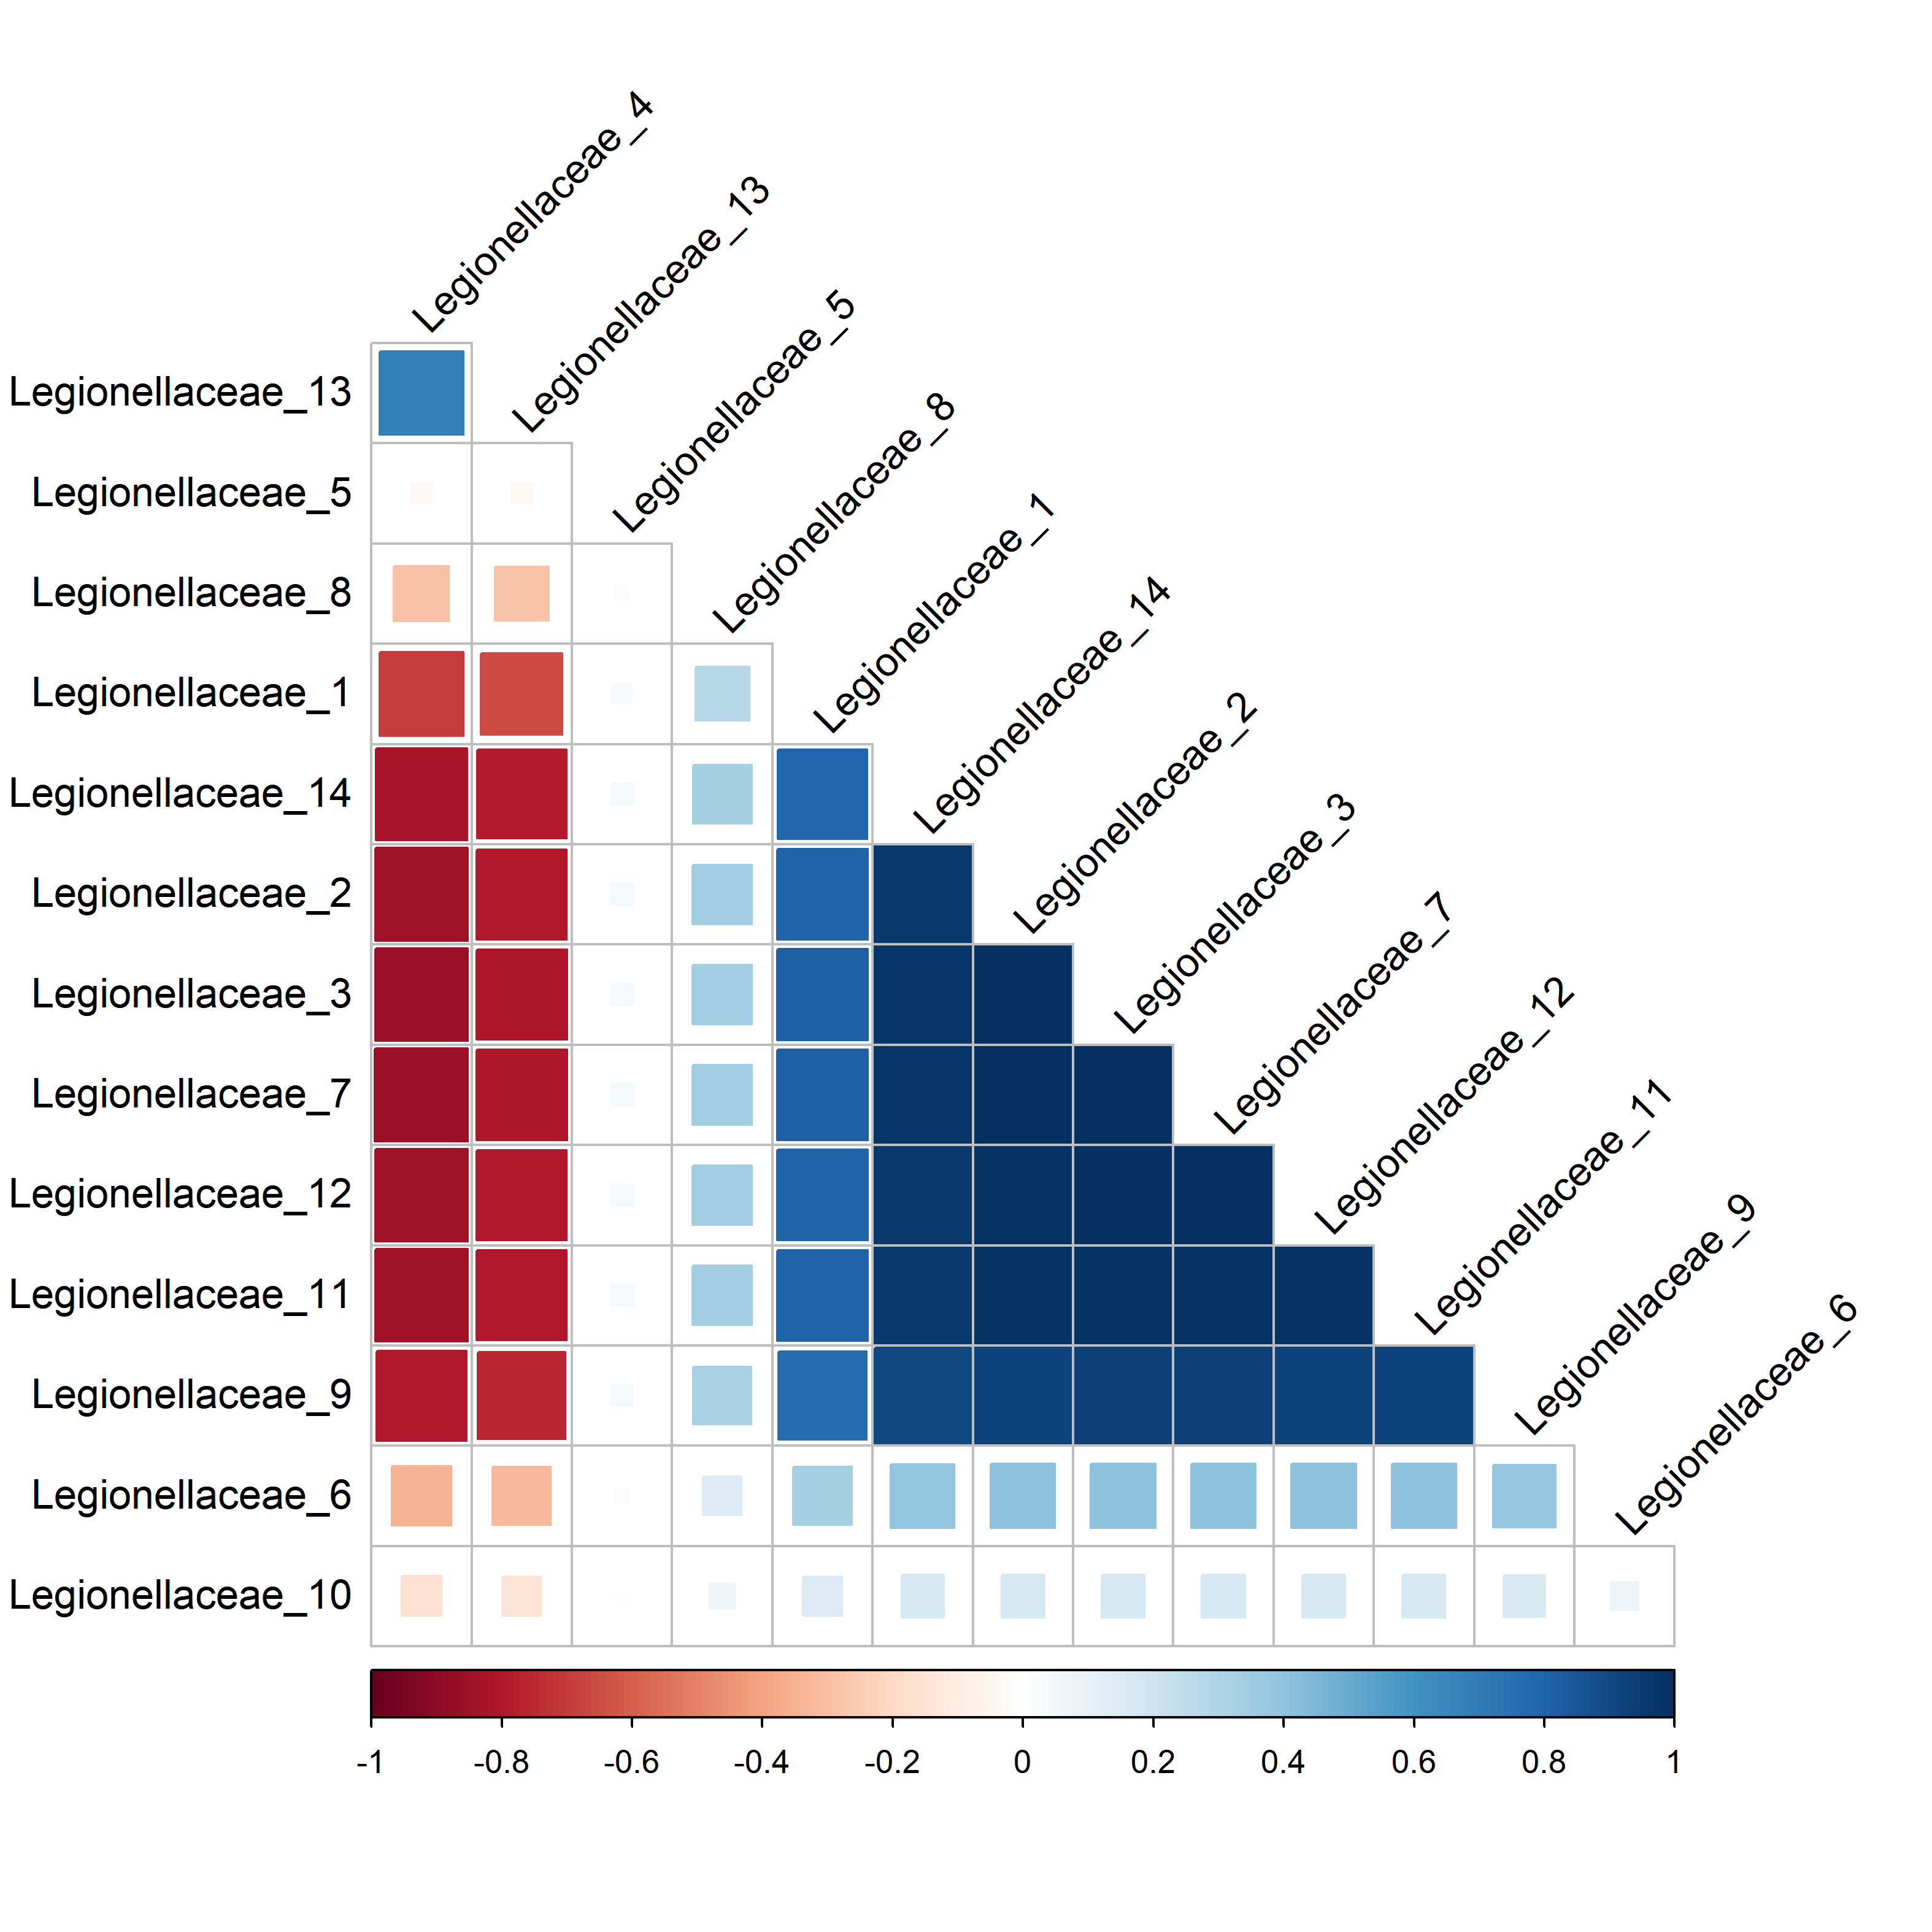 Legionellaceae_4
Legionellaceae_13
Legionellaceae_5
Legionellaceae_8
Legionellaceae_1
Legionellaceae_14
Legionellaceae_2
Legionellaceae_3
Legionellaceae_7
Legionellaceae_12
Legionellaceae_11
Legionellaceae_9
Legionellaceae_6
Legionellaceae_13
Legionellaceae_5
Legionellaceae_8
Legionellaceae_1
Legionellaceae_14
Legionellaceae_2
Legionellaceae_3
Legionellaceae_7
Legionellaceae_12
Legionellaceae_11
Legionellaceae_9
Legionellaceae_6
Legionellaceae_10
-1 -0.8 -0.6 -0.4 -0.2 0 0.2 0.4 0.6 0.8 1